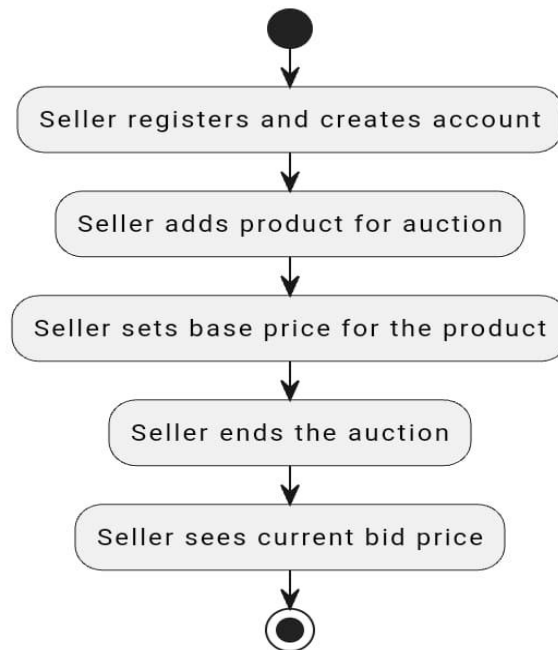 Seller registers and creates account
Seller adds product for auction
Seller sets base price for the product
Seller ends the auction
Seller sees current bid price